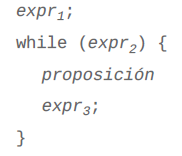 expr₁;
while (expr₂) {
proposición
expr₃;
}